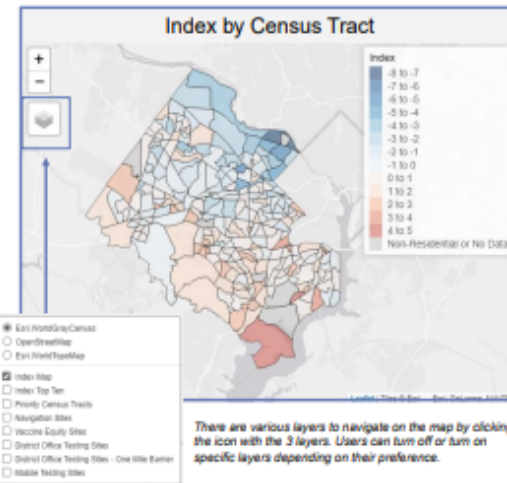 Index by Census Tract
+
−
Index
-8 to -7
-7 to -6
-6 to -5
-5 to -4
-4 to -3
-3 to -2
-2 to -1
-1 to 0
0 to 1
1 to 2
2 to 3
3 to 4
4 to 5
Non-Residential or No Data
Esri.WorldGrayCanvas
OpenStreetMap
Esri.WorldTopoMap
Index Map
Index Top Ten
Priority Census Tracts
Navigation Sites
Vaccine Equity Sites
District Office Testing Sites
District Office Testing Sites - One Mile Barrier
Mobile Testing Sites
Leaflet | Tiles © Esri
There are various layers to navigate on the map by clicking
the icon with the 3 layers. Users can turn off or turn on
specific layers depending on their preference.